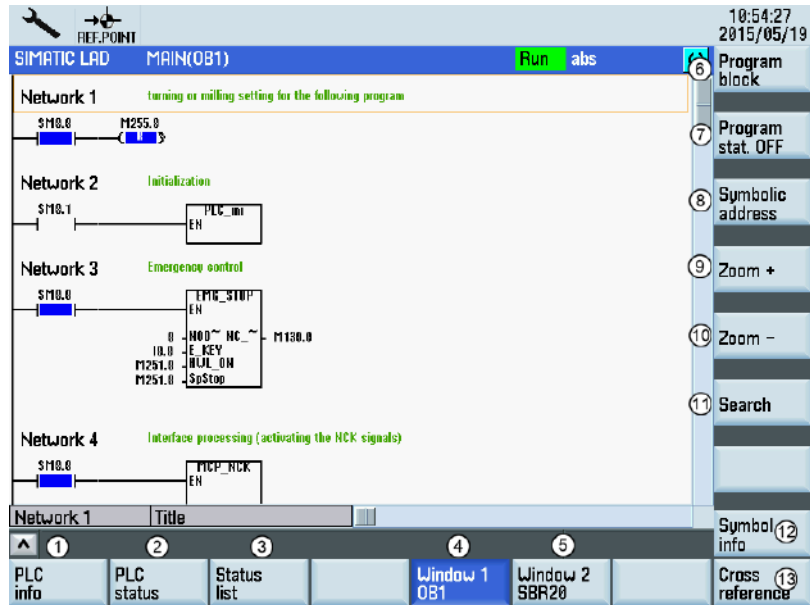 REF.POINT
10:54:27
2015/05/19
SIMATIC LAD MAIN(OB1) Run abs
6
Program
block
Network 1 turning or milling setting for the following program
SM0.0 M255.0
7
Program
stat. OFF
Network 2 Initialization
SM0.1 PLC_ini
EN
8
Symbolic
address
Network 3 Emergency control
9
Zoom +
SM0.0 EMG_STOP
EN
0 NOD~ NC_~ M130.0
I0.0 E_KEY
M251.0 HWL_ON
M251.0 SpStop
10
Zoom -
11
Search
Network 4 Interface processing (activating the NCK signals)
SM0.0 MCP_NCK
EN
Network 1 Title
Symbol
info
12
1 2 3 4 5
PLC
info
PLC
status
Status
list
Window 1
OB1
Window 2
SBR20
Cross
reference
13